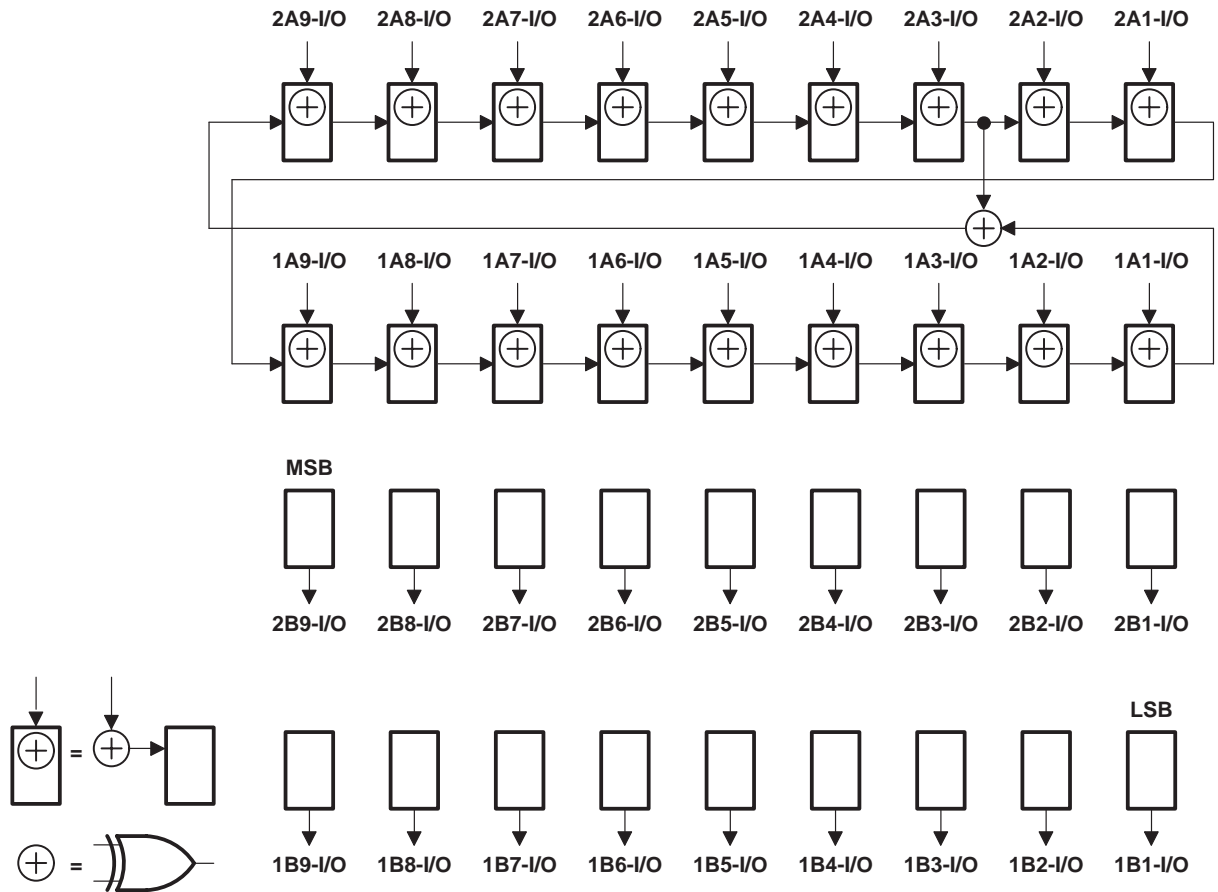 2A9-I/O 2A8-I/O 2A7-I/O 2A6-I/O 2A5-I/O 2A4-I/O 2A3-I/O 2A2-I/O 2A1-I/O
1A9-I/O 1A8-I/O 1A7-I/O 1A6-I/O 1A5-I/O 1A4-I/O 1A3-I/O 1A2-I/O 1A1-I/O
MSB
2B9-I/O 2B8-I/O 2B7-I/O 2B6-I/O 2B5-I/O 2B4-I/O 2B3-I/O 2B2-I/O 2B1-I/O
LSB
=
=
1B9-I/O 1B8-I/O 1B7-I/O 1B6-I/O 1B5-I/O 1B4-I/O 1B3-I/O 1B2-I/O 1B1-I/O